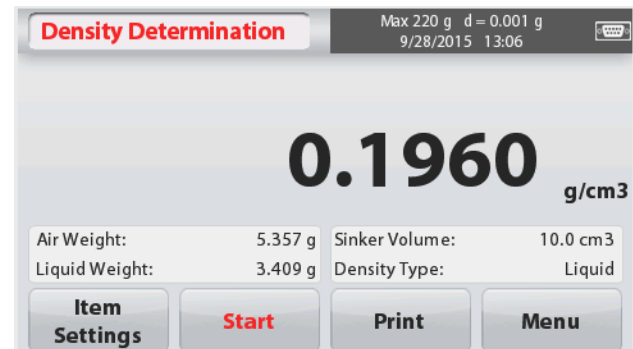 Density Determination
Max 220 g d = 0.001 g
9/28/2015 13:06
0.1960
g/cm3
Air Weight: 5.357 g
Liquid Weight: 3.409 g
Sinker Volume: 10.0 cm3
Density Type: Liquid
Item
Settings
Start
Print
Menu